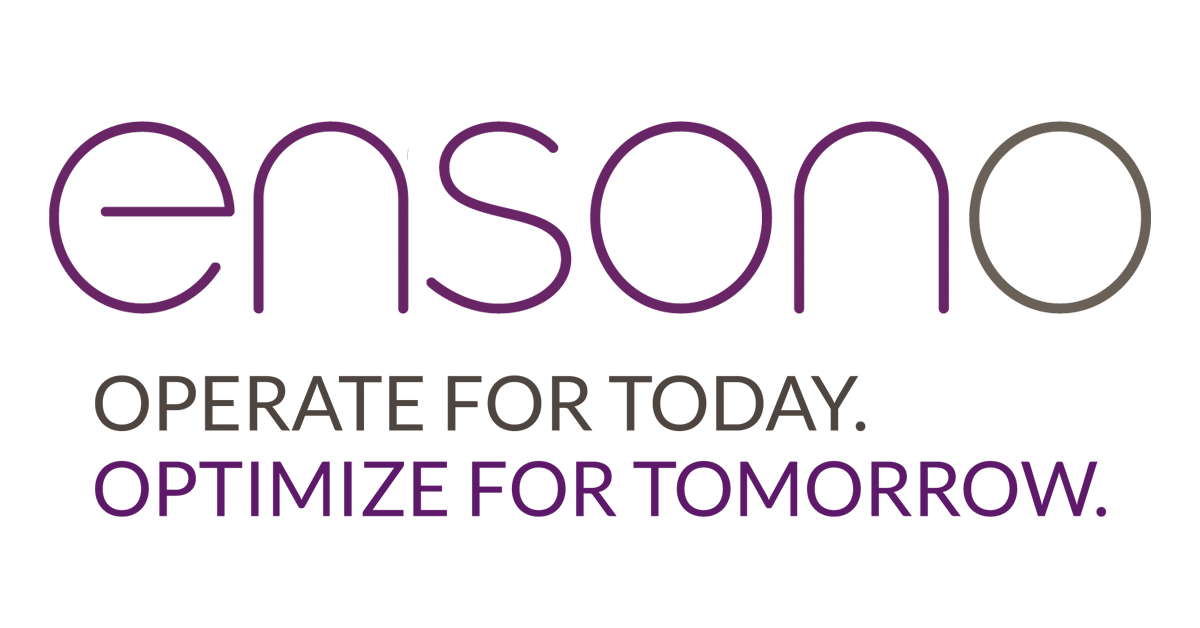 ensono
OPERATE FOR TODAY.
OPTIMIZE FOR TOMORROW.